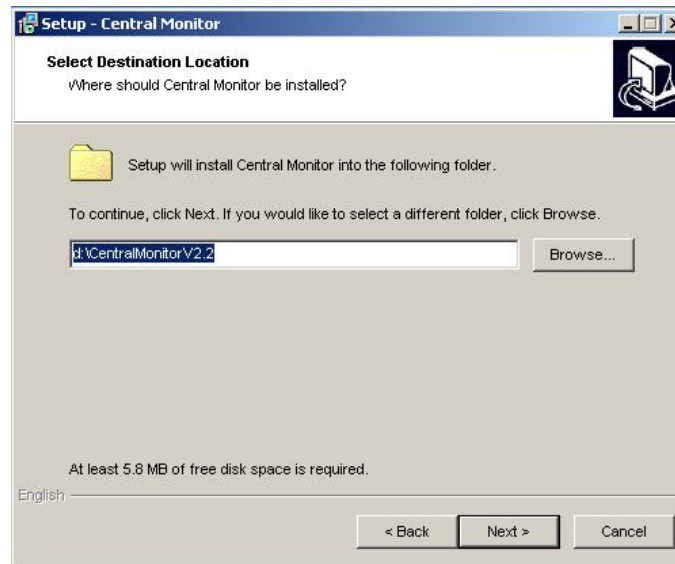 Setup - Central Monitor
Select Destination Location
Where should Central Monitor be installed?
Setup will install Central Monitor into the following folder.
To continue, click Next. If you would like to select a different folder, click Browse.
d:\CentralMonitorV2.2
Browse...
At least 5.8 MB of free disk space is required.
English
< Back
Next >
Cancel